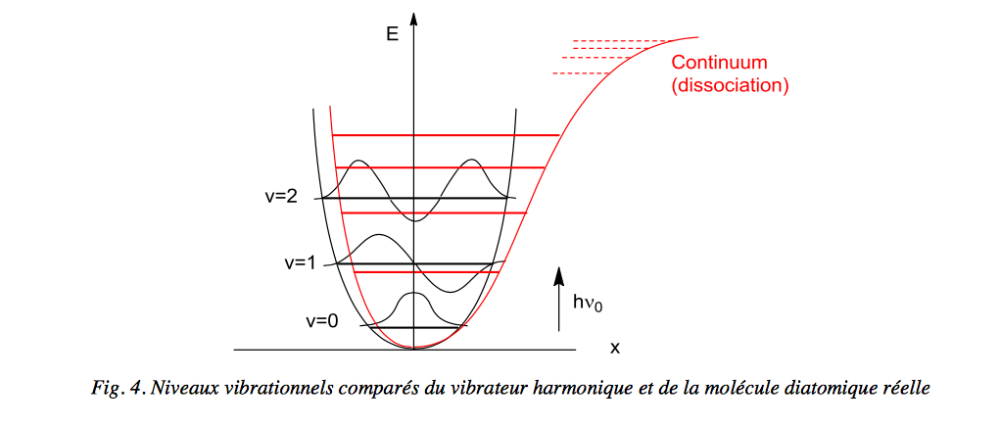 E
Continuum
(dissociation)
v=2
v=1
hν₀
v=0
x
Fig. 4. Niveaux vibrationnels comparés du vibrateur harmonique et de la molécule diatomique réelle